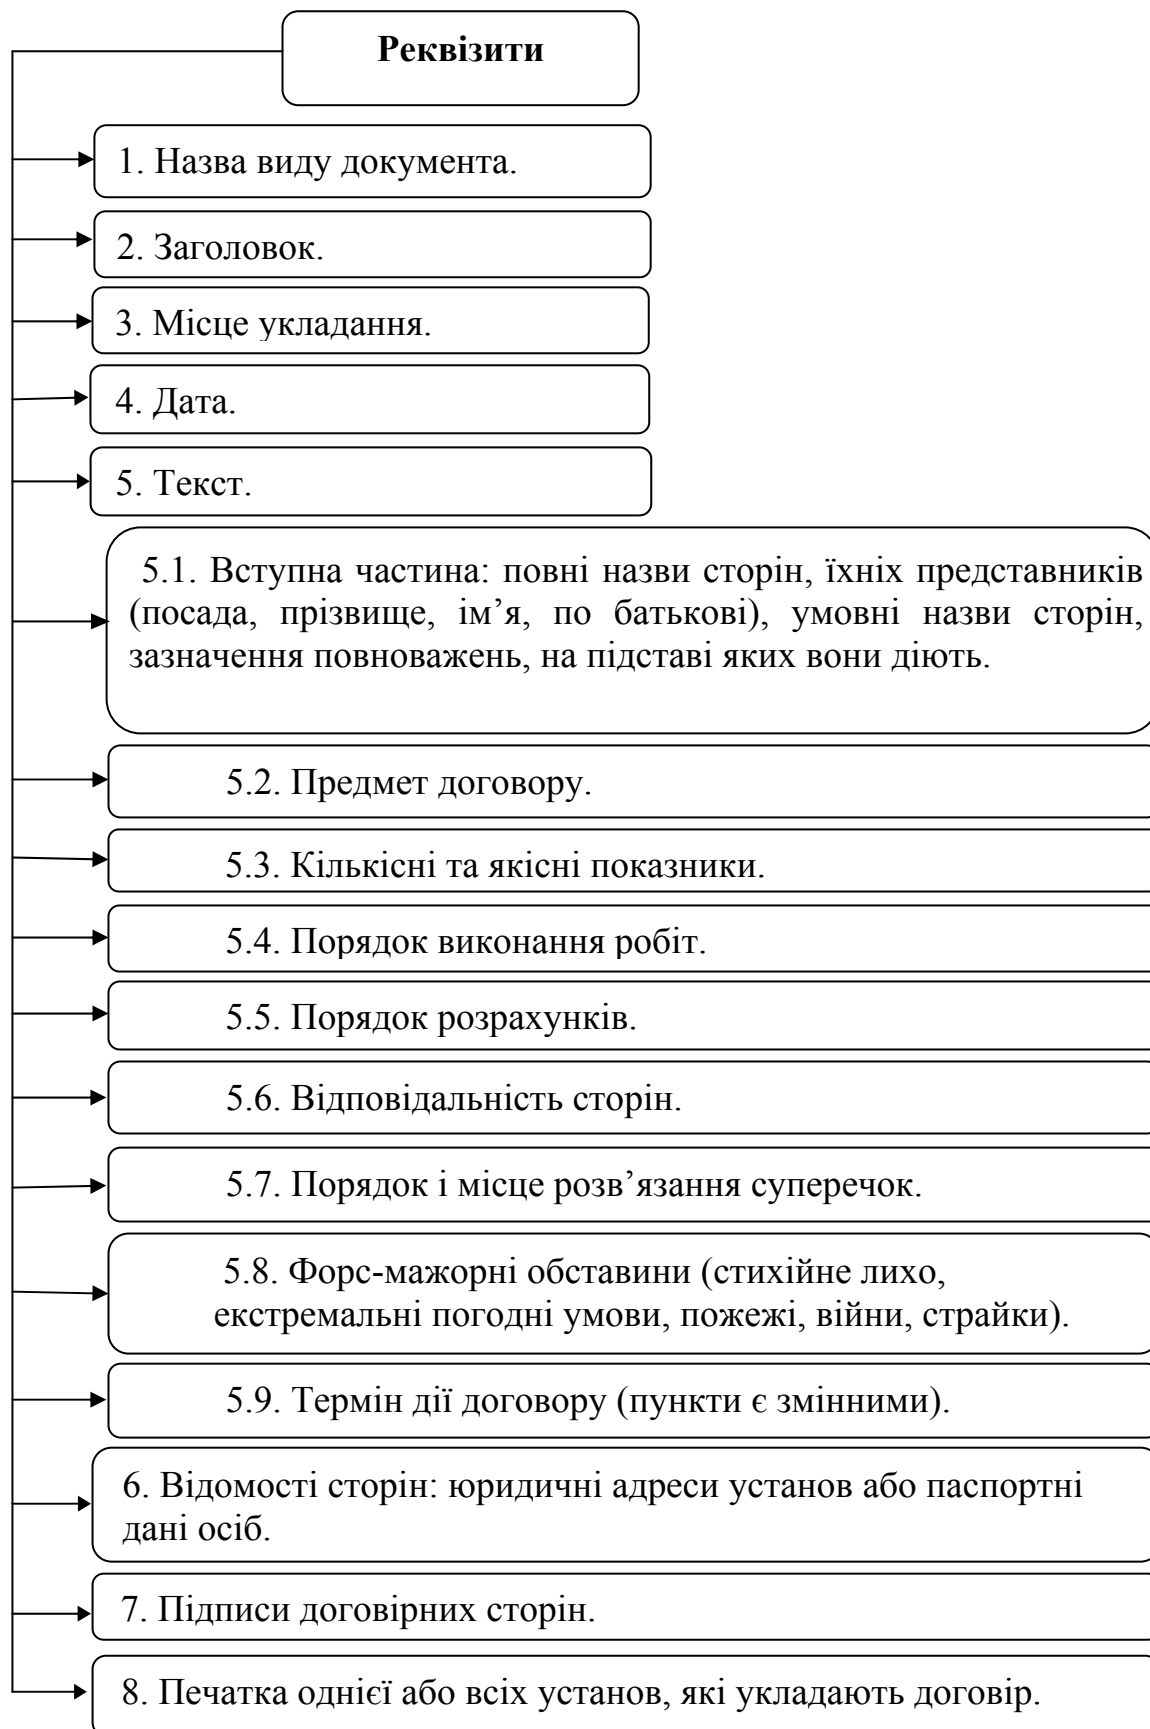 Реквізити
1. Назва виду документа.
2. Заголовок.
3. Місце укладання.
4. Дата.
5. Текст.
5.1. Вступна частина: повні назви сторін, їхніх представників
(посада, прізвище, ім’я, по батькові), умовні назви сторін,
зазначення повноважень, на підставі яких вони діють.
5.2. Предмет договору.
5.3. Кількісні та якісні показники.
5.4. Порядок виконання робіт.
5.5. Порядок розрахунків.
5.6. Відповідальність сторін.
5.7. Порядок і місце розв’язання суперечок.
5.8. Форс-мажорні обставини (стихійне лихо,
екстремальні погодні умови, пожежі, війни, страйки).
5.9. Термін дії договору (пункти є змінними).
6. Відомості сторін: юридичні адреси установ або паспортні
дані осіб.
7. Підписи договірних сторін.
8. Печатка однієї або всіх установ, які укладають договір.